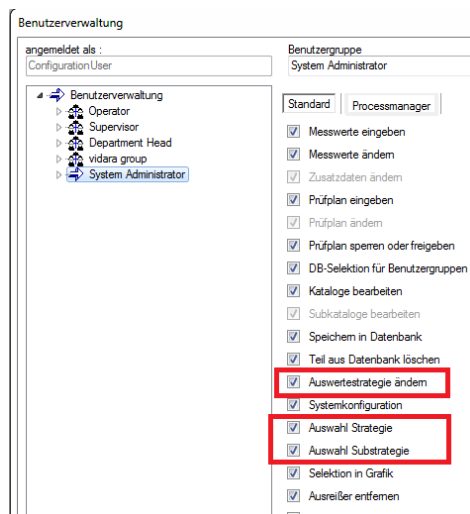 Benutzerverwaltung
angemeldet als :
ConfigurationUser
Benutzergruppe
System Administrator
Benutzerverwaltung
Operator
Supervisor
Department Head
vidara group
System Administrator
Standard
Processmanager
Messwerte eingeben
Messwerte ändern
Zusatzdaten ändern
Prüfplan eingeben
Prüfplan ändern
Prüfplan sperren oder freigeben
DB-Selektion für Benutzergruppen
Kataloge bearbeiten
Subkataloge bearbeiten
Speichern in Datenbank
Teil aus Datenbank löschen
Auswertestrategie ändern
Systemkonfiguration
Auswahl Strategie
Auswahl Substrategie
Selektion in Grafik
Ausreißer entfernen